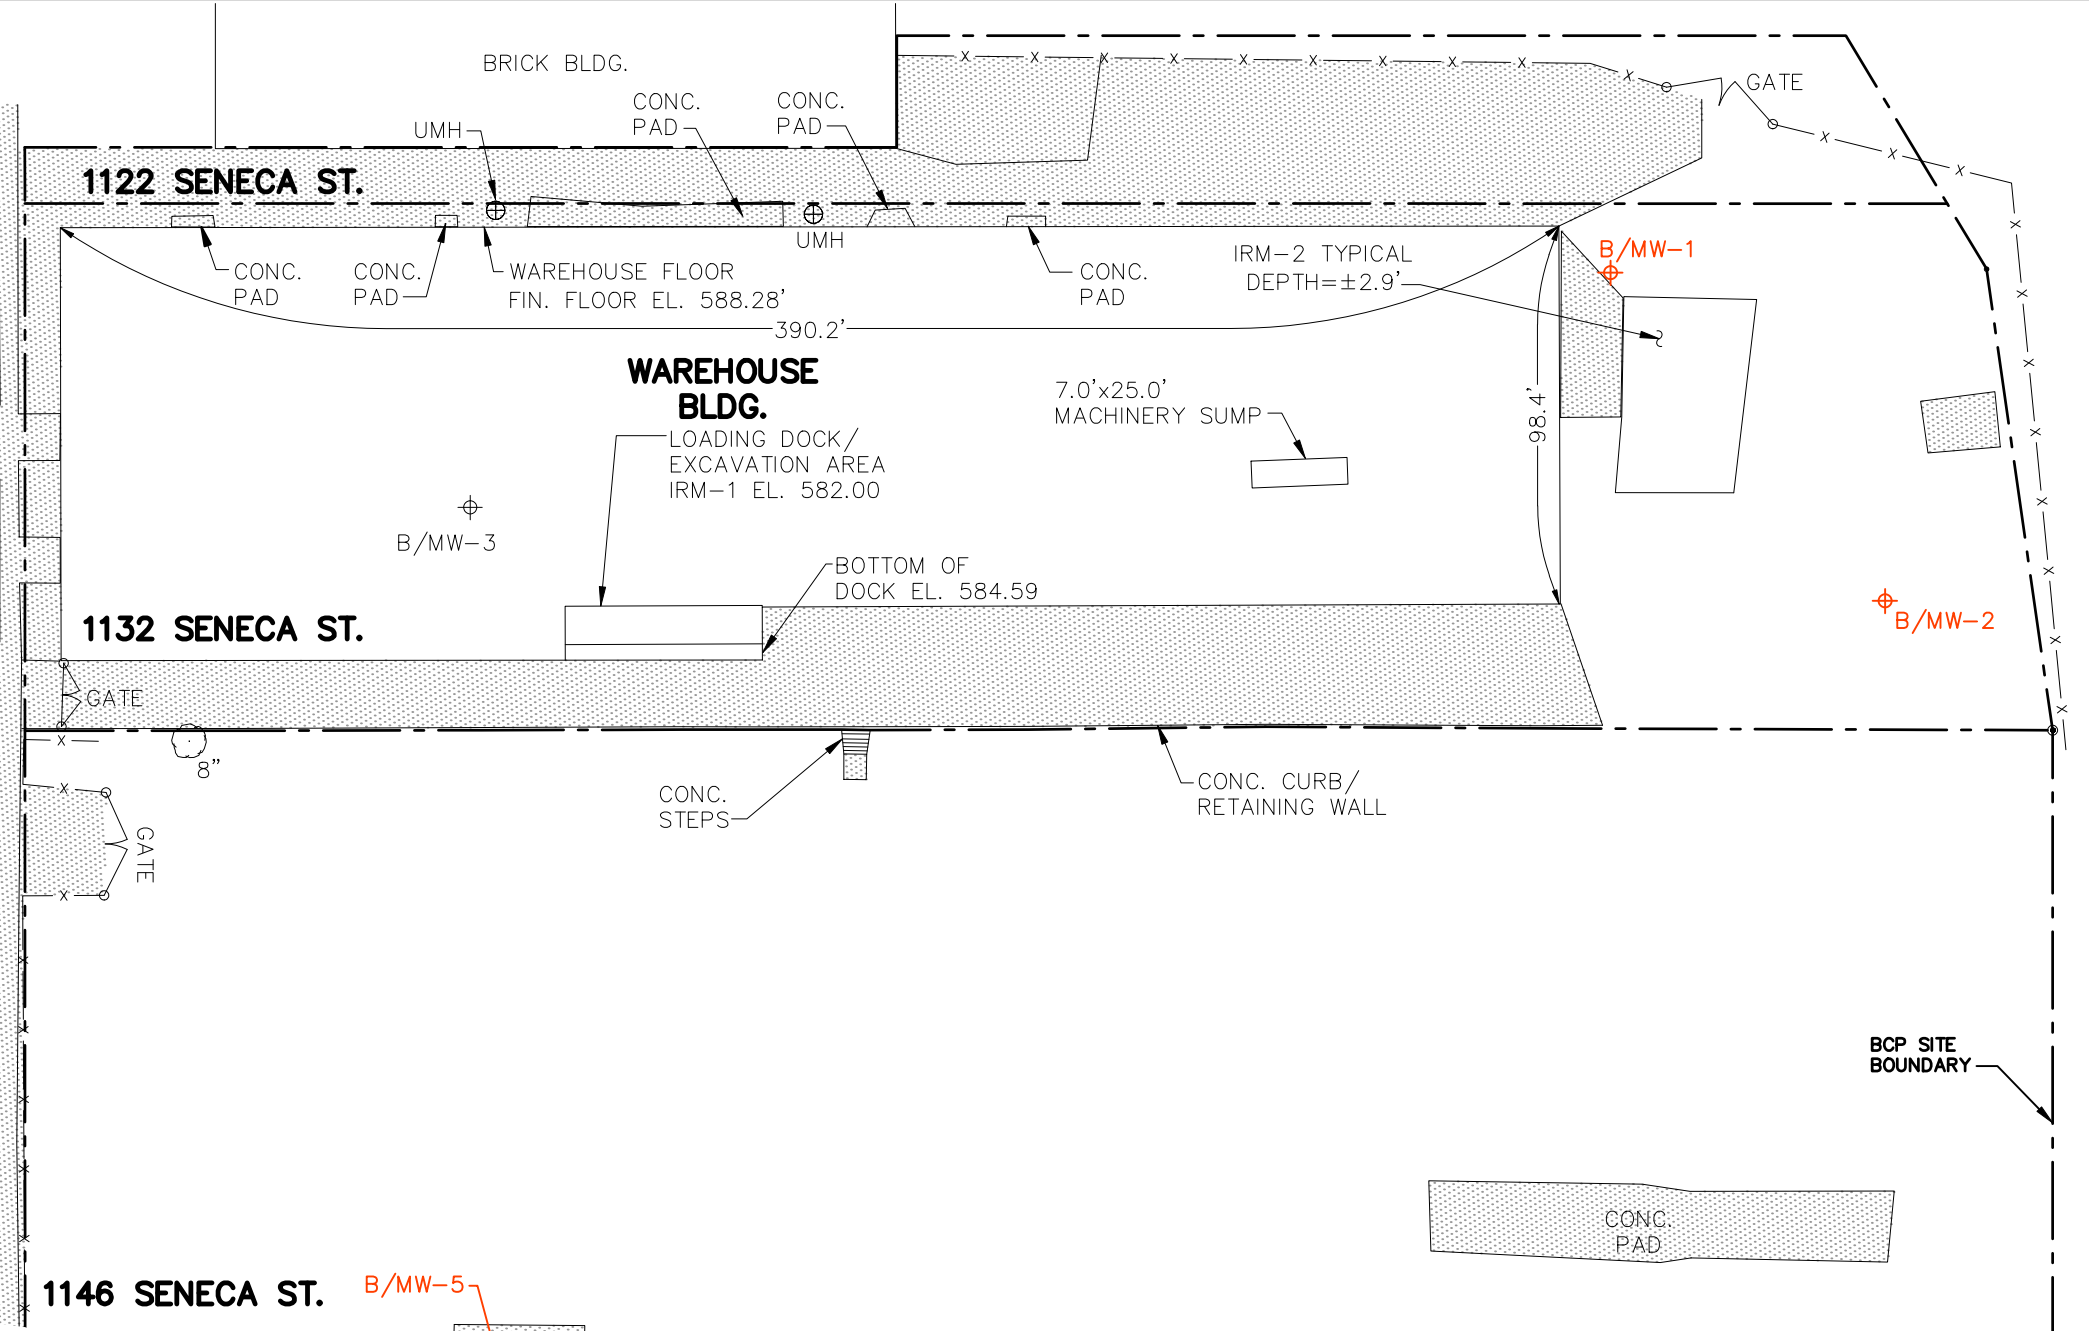 BRICK BLDG.
GATE
CONC.
PAD
CONC.
PAD
UMH
1122 SENECA ST.
UMH
B/MW-1
IRM-2 TYPICAL
DEPTH=±2.9'
CONC.
PAD
CONC.
PAD
WAREHOUSE FLOOR
FIN. FLOOR EL. 588.28'
CONC.
PAD
390.2'
WAREHOUSE
BLDG.
7.0'x25.0'
MACHINERY SUMP
98.4'
LOADING DOCK/
EXCAVATION AREA
IRM-1 EL. 582.00
B/MW-3
BOTTOM OF
DOCK EL. 584.59
1132 SENECA ST.
B/MW-2
GATE
8"
CONC.
STEPS
CONC. CURB/
RETAINING WALL
GATE
BCP SITE
BOUNDARY
CONC.
PAD
1146 SENECA ST.
B/MW-5